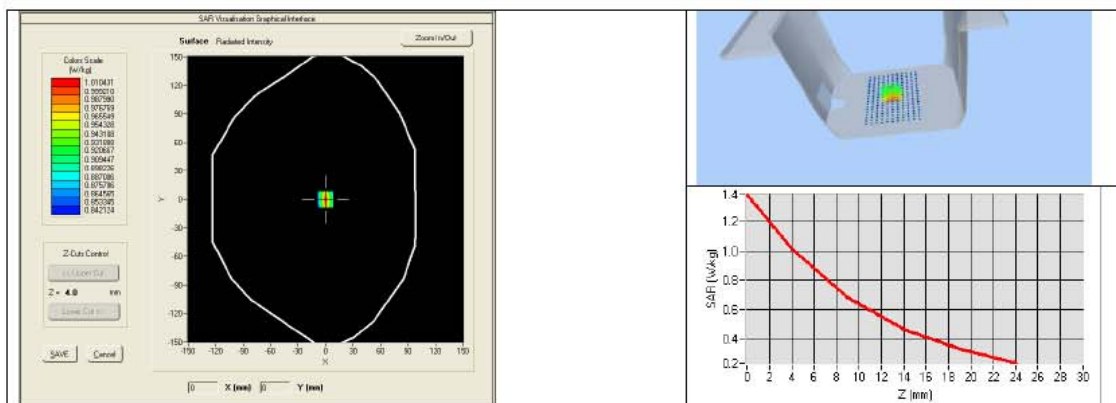 SAR Visualisation Graphical Interface
Surface Radiated Intensity
Zoom In/Out
Colors Scale
(W/kg)
1.010431
0.999210
0.987990
0.976769
0.965549
0.954328
0.943108
0.931888
0.920667
0.909447
0.898226
0.887006
0.875786
0.864565
0.853345
0.842124
150
120
90
60
30
0
-30
-60
-90
-120
-150
Y
-150 -120 -90 -60 -30 0 30 60 90 120 150
X
Z-Cuts Control
Z = 4.0 mm
SAVE Cancel
0 X (mm) 0 Y (mm)
1.4
1.2
1.0
0.8
0.6
0.4
0.2
SAR (W/kg)
0 2 4 6 8 10 12 14 16 18 20 22 24 26 28 30
Z (mm)